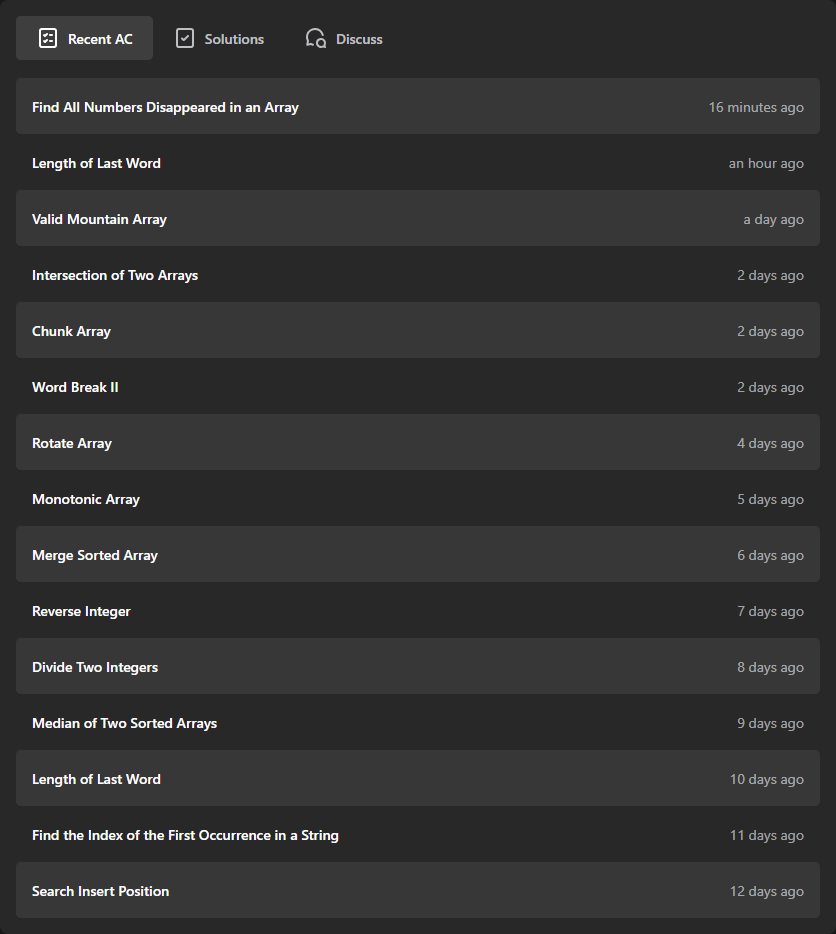 Recent AC Solutions Discuss
Find All Numbers Disappeared in an Array 16 minutes ago
Length of Last Word an hour ago
Valid Mountain Array a day ago
Intersection of Two Arrays 2 days ago
Chunk Array 2 days ago
Word Break II 2 days ago
Rotate Array 4 days ago
Monotonic Array 5 days ago
Merge Sorted Array 6 days ago
Reverse Integer 7 days ago
Divide Two Integers 8 days ago
Median of Two Sorted Arrays 9 days ago
Length of Last Word 10 days ago
Find the Index of the First Occurrence in a String 11 days ago
Search Insert Position 12 days ago